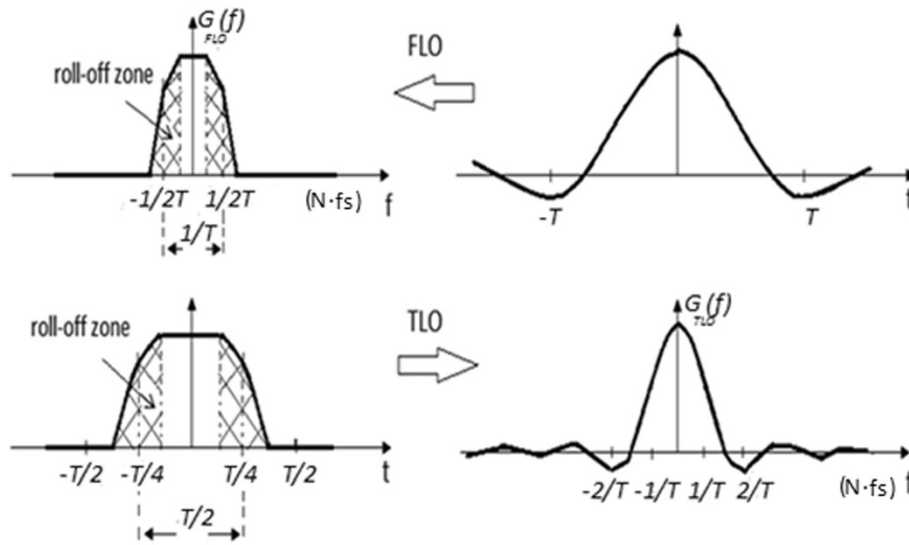 G (f)
FLO
roll-off zone
-1/2T 1/2T (N·fs) f
1/T
FLO
-T T
G (f)
TLO
roll-off zone
-T/2 -T/4 T/4 T/2 t
T/2
TLO
-2/T -1/T 1/T 2/T (N·fs) f